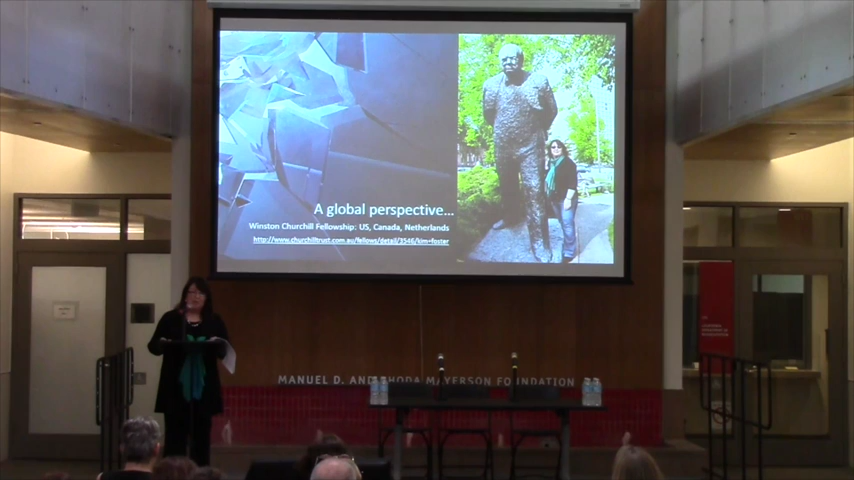 A global perspective...
Winston Churchill Fellowship: US, Canada, Netherlands
http://www.churchilltrust.com.au/fellows/detail/3546/kim+foster
MANUEL D. AND RHODA MAYERSON FOUNDATION